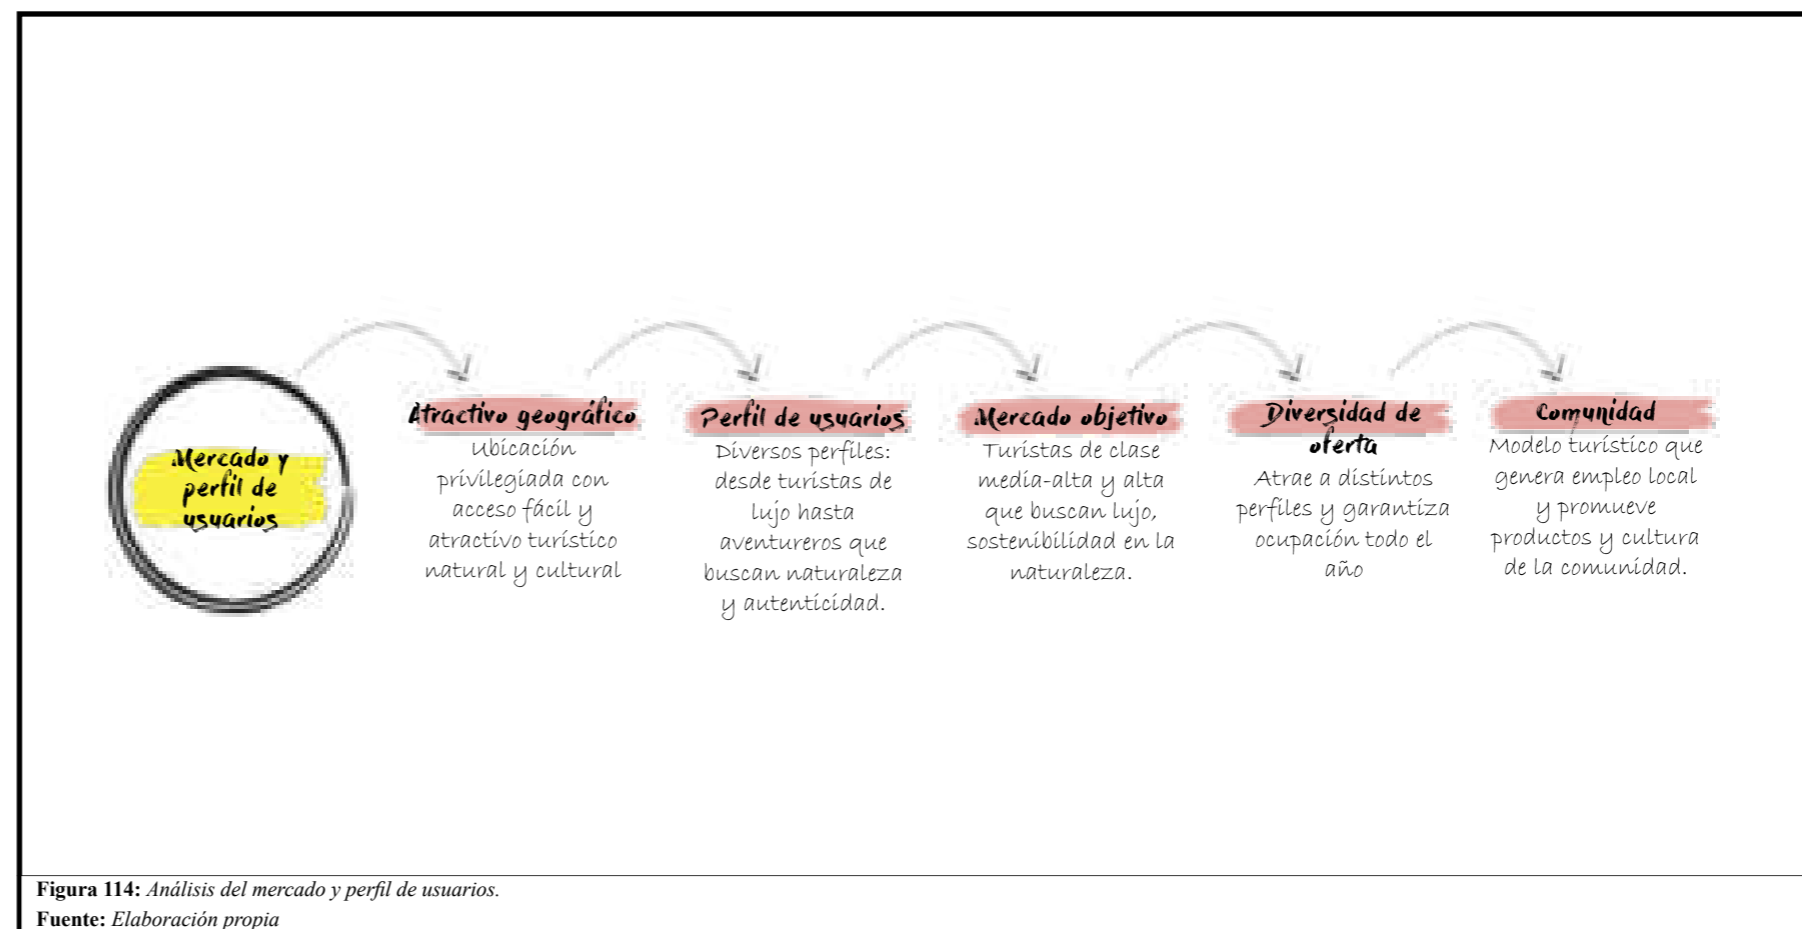 Mercado y
perfil de
usuarios
Atractivo geográfico
Ubicación
privilegiada con
acceso fácil y
atractivo turístico
natural y cultural
Perfil de usuarios
Diversos perfiles:
desde turistas de
lujo hasta
aventureros que
buscan naturaleza
y autenticidad.
Mercado objetivo
Turistas de clase
media-alta y alta
que buscan lujo,
sostenibilidad en la
naturaleza.
Diversidad de
oferta
Atrae a distintos
perfiles y garantiza
ocupación todo el
año
Comunidad
Modelo turístico que
genera empleo local
y promueve
productos y cultura
de la comunidad.
Figura 114: Análisis del mercado y perfil de usuarios.
Fuente: Elaboración propia